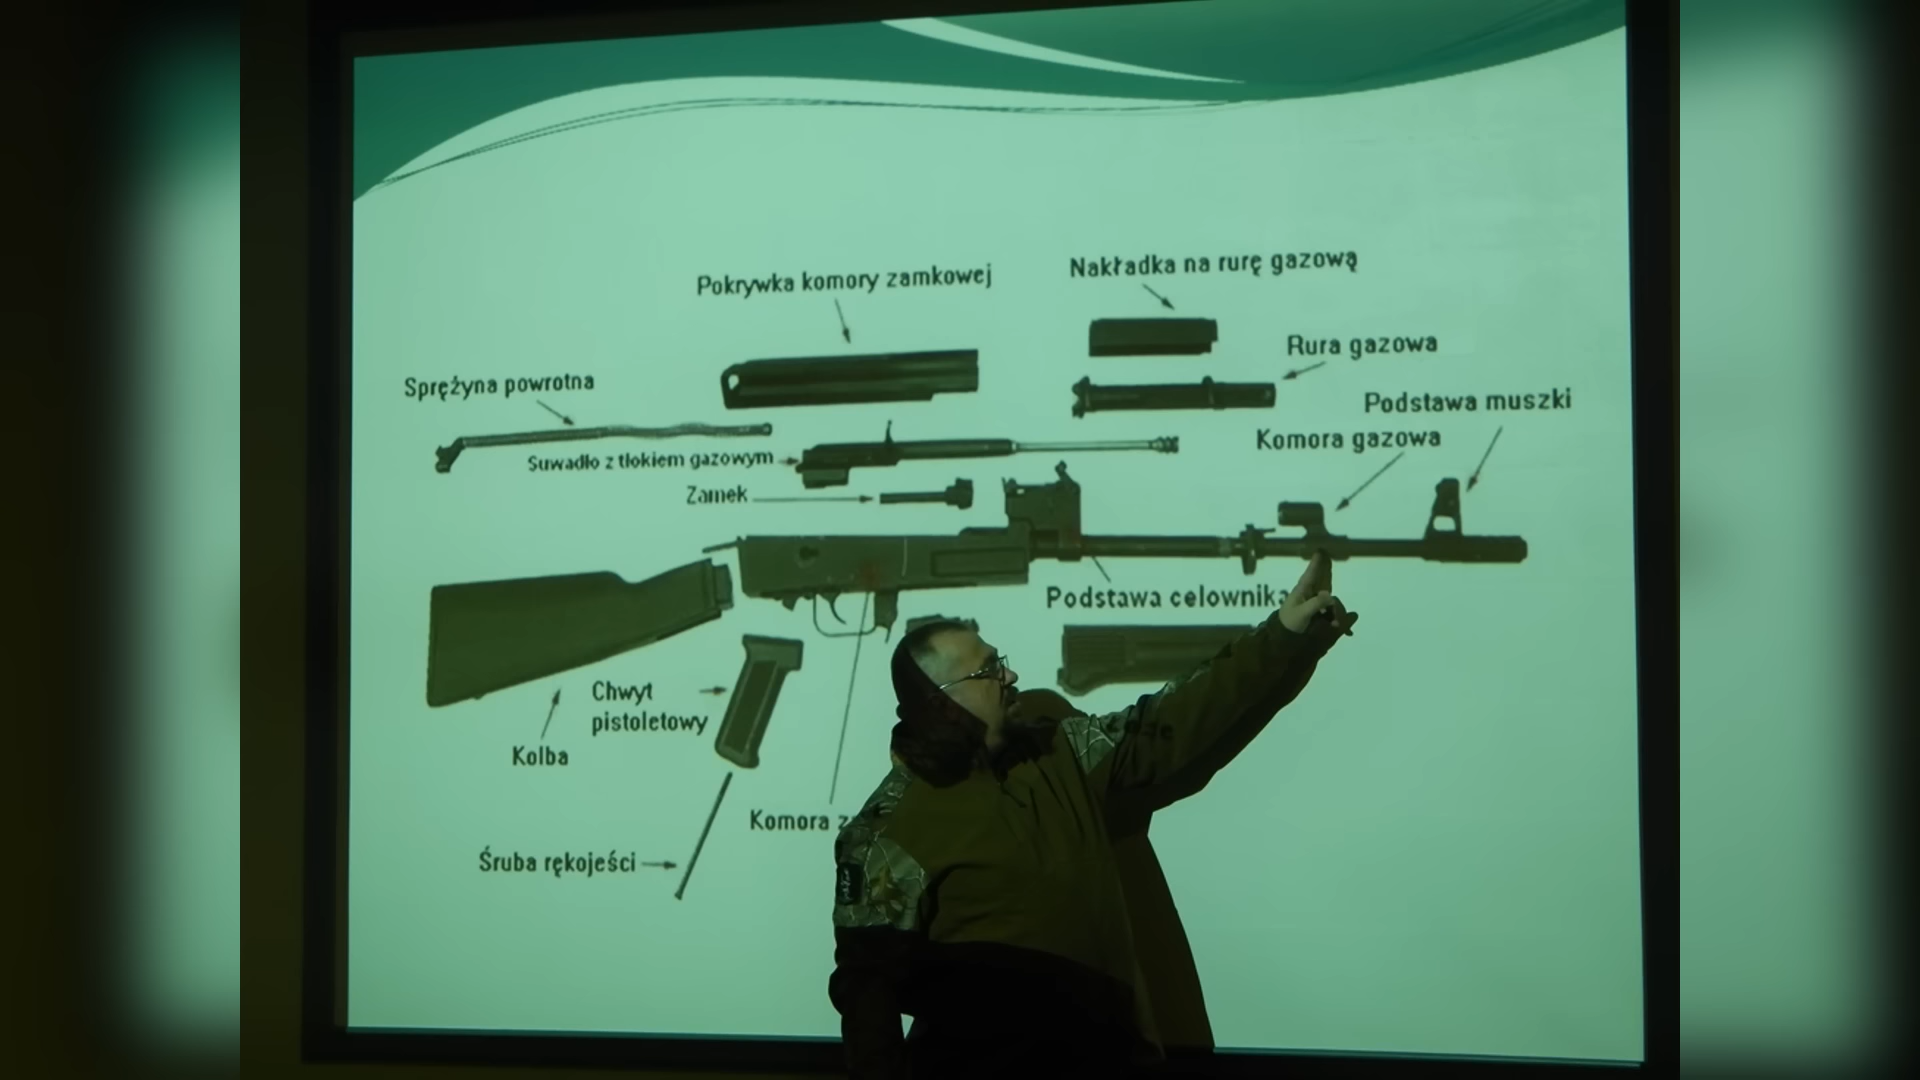 Pokrywka komory zamkowej
Nakładka na rurę gazową
Rura gazowa
Sprężyna powrotna
Podstawa muszki
Komora gazowa
Suwadło z tłokiem gazowym
Zamek
Podstawa celownika
Chwyt
pistoletowy
Kolba
Komora
Śruba rękojeści